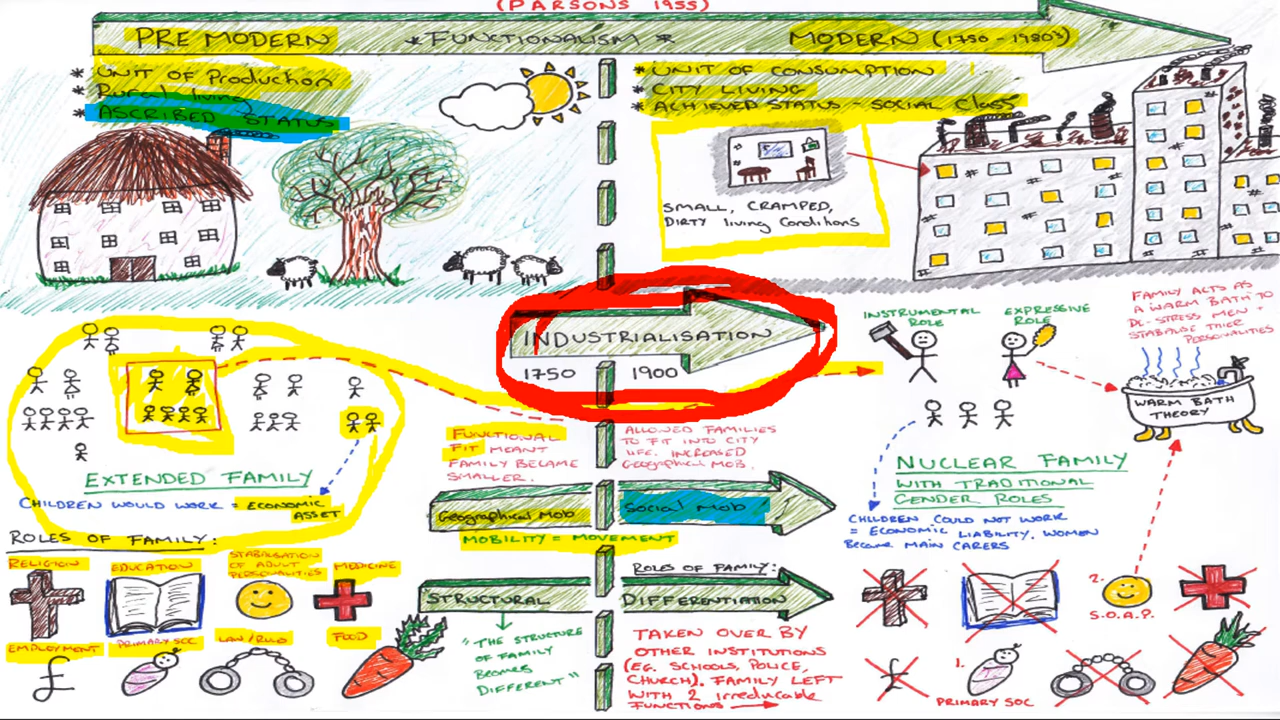 (PARSONS 1955)
PRE MODERN * FUNCTIONALISM * MODERN (1750 - 1980's
* UNIT OF PRODUCTION
* Rural living
* ASCRIBED STATUS
* UNIT OF CONSUMPTION
* CITY LIVING
* ACHIEVED STATUS - SOCIAL Class
SMALL, CRAMPED,
DIRTY living Conditions
INDUSTRIALISATION
1750 1900
INSTRUMENTAL
ROLE
EXPRESSIVE
ROLE
FAMILY ACTS AS
A WARM BATH TO
DE-STRESS MEN +
STABALISE THIER
PERSONALITIES
WARM BATH
THEORY
EXTENDED FAMILY
CHILDREN WOULD WORK = ECONOMIC
ASSET
FUNCTIONAL
FIT MEANT
FAMILY BECAME
SMALLER.
ALLOWED FAMILIES
TO FIT INTO CITY
LIFE. INCREASED
Geographical MOB.
NUCLEAR FAMILY
WITH TRADITIONAL
GENDER ROLES
CHILDREN COULD NOT WORK
= ECONOMIC LIABILITY. WOMEN
Became MAIN CARERS
Geographical MOB Social MOB
MOBILITY = MOVEMENT
ROLES OF FAMILY:
RELIGION
EDUCATION
STABALISATION
OF ADULT
PERSONALITIES
MEDICINE
EMPLOYMENT
PRIMARY SOC
LAW/RULO
FOOD
£
ROLES OF FAMILY:
STRUCTURAL DIFFERENTIATION
"THE STRUCTURE
OF FAMILY
Becomes
DIFFERENT"
TAKEN OVER BY
OTHER INSTITUTIONS
(EG. SCHOOLS, POLICE,
CHURCH). FAMILY LEFT
WITH 2 irreducable
FUNCTIONS
2.
S.O.A.P.
£
1.
PRIMARY SOC